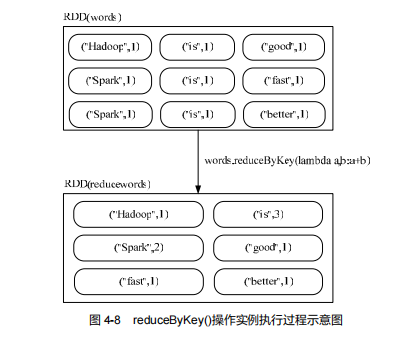 RDD(words)
("Hadoop",1) ("is",1) ("good",1)
("Spark",1) ("is",1) ("fast",1)
("Spark",1) ("is",1) ("better",1)
words.reduceByKey(lambda a,b:a+b)
RDD(reducewords)
("Hadoop",1) ("is",3)
("Spark",2) ("good",1)
("fast",1) ("better",1)
图 4-8 reduceByKey()操作实例执行过程示意图